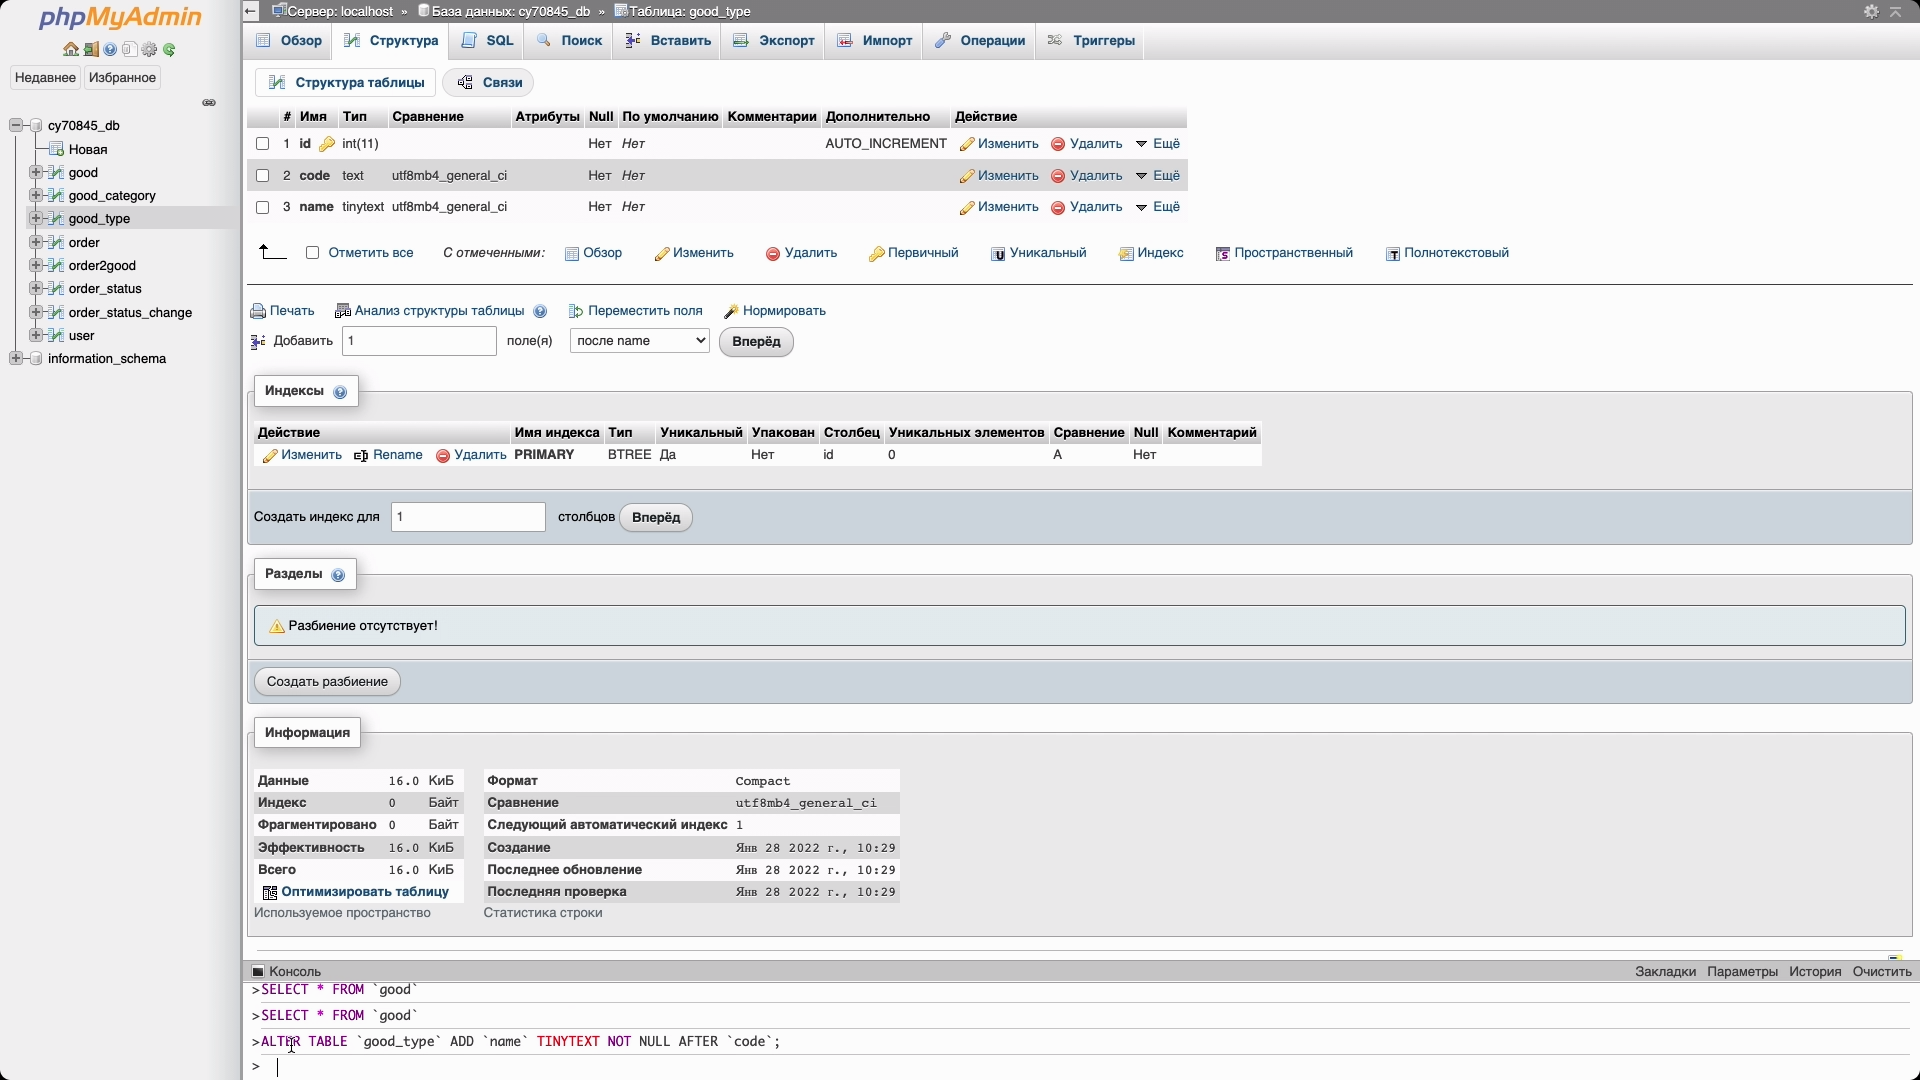 phpMyAdmin
Недавнее Избранное
cy70845_db
Новая
good
good_category
good_type
order
order2good
order_status
order_status_change
user
information_schema
Сервер: localhost » База данных: cy70845_db » Таблица: good_type
Обзор Структура SQL Поиск Вставить Экспорт Импорт Операции Триггеры
Структура таблицы Связи
# Имя Тип Сравнение Атрибуты Null По умолчанию Комментарии Дополнительно Действие
1 id int(11) Нет Нет AUTO_INCREMENT Изменить Удалить Ещё
2 code text utf8mb4_general_ci Нет Нет Изменить Удалить Ещё
3 name tinytext utf8mb4_general_ci Нет Нет Изменить Удалить Ещё
Отметить все С отмеченными: Обзор Изменить Удалить Первичный Уникальный Индекс Пространственный Полнотекстовый
Печать Анализ структуры таблицы Переместить поля Нормировать
Добавить 1 поле(я) после name Вперёд
Индексы
Действие Имя индекса Тип Уникальный Упакован Столбец Уникальных элементов Сравнение Null Комментарий
Изменить Rename Удалить PRIMARY BTREE Да Нет id 0 A Нет
Создать индекс для 1 столбцов Вперёд
Разделы
Разбиение отсутствует!
Создать разбиение
Информация
Данные 16.0 КиБ Формат Compact
Индекс 0 Байт Сравнение utf8mb4_general_ci
Фрагментировано 0 Байт Следующий автоматический индекс 1
Эффективность 16.0 КиБ Создание Янв 28 2022 г., 10:29
Всего 16.0 КиБ Последнее обновление Янв 28 2022 г., 10:29
Оптимизировать таблицу Последняя проверка Янв 28 2022 г., 10:29
Используемое пространство Статистика строки
Консоль Закладки Параметры История Очистить
>SELECT * FROM `good`
>SELECT * FROM `good`
>ALTER TABLE `good_type` ADD `name` TINYTEXT NOT NULL AFTER `code`;
>